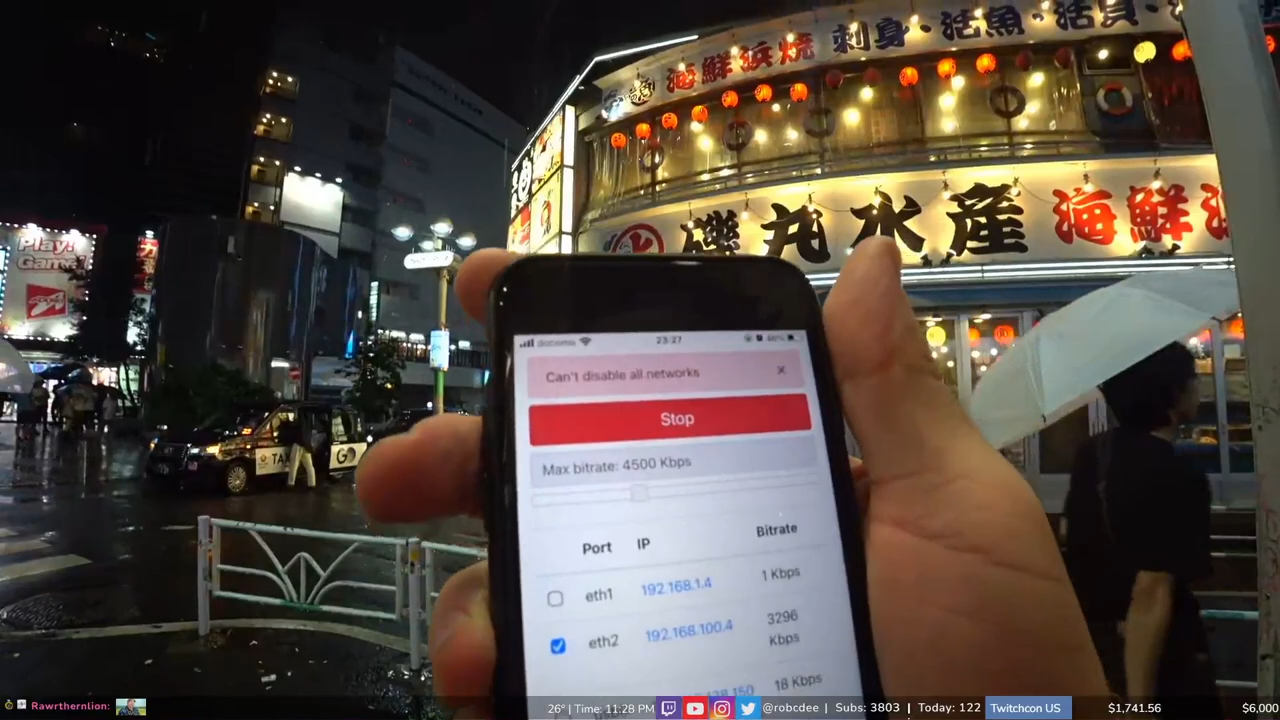 海鮮浜焼 刺身・活魚・活貝・
磯丸水産 海鮮浜
Play!
Game!
TAXI
GO
docomo 23:27 46%
Can't disable all networks ×
Stop
Max bitrate: 4500 Kbps
Port IP Bitrate
eth1 192.168.1.4 1 Kbps
eth2 192.168.100.4 3296 Kbps
18 Kbps
Rawrthernlion:
26° | Time: 11:28 PM @robcdee | Subs: 3803 | Today: 122 Twitchcon US $1,741.56 $6,000